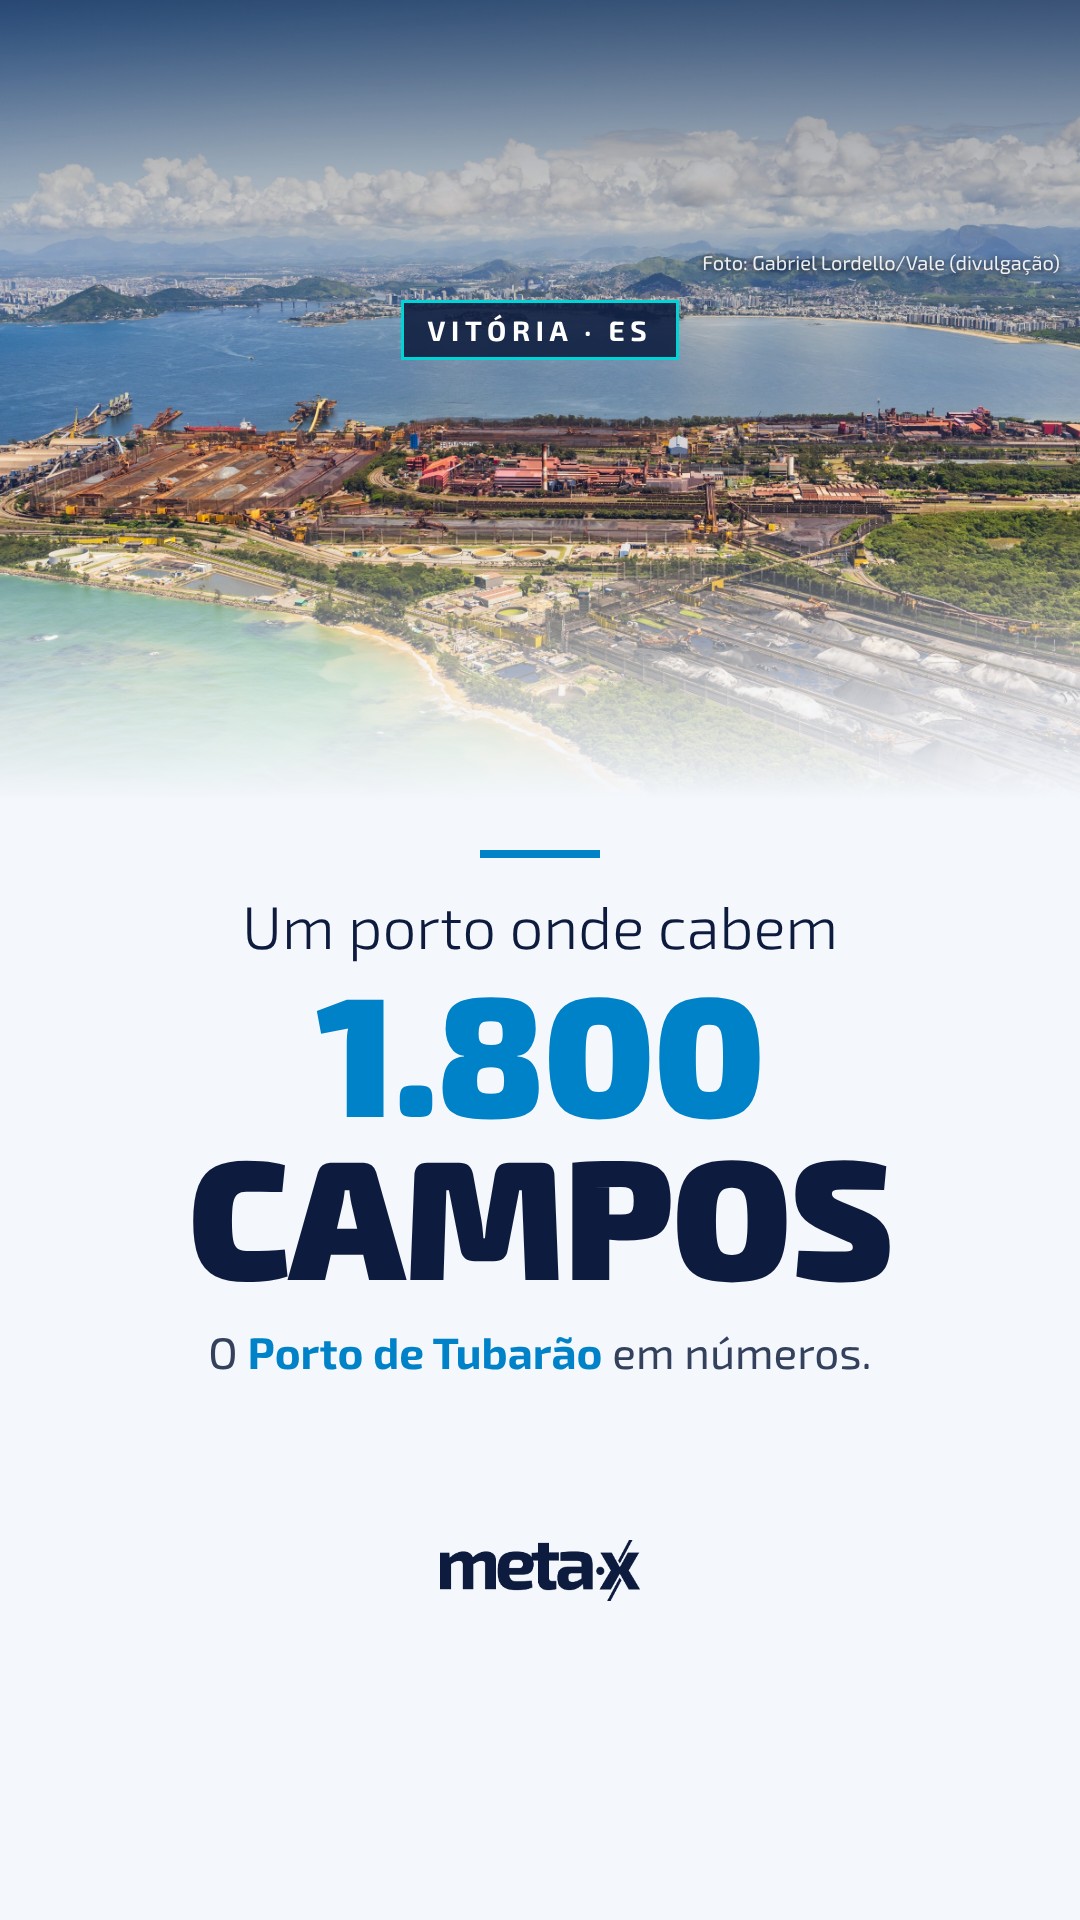 Foto: Gabriel Lordello/Vale (divulgação)
VITÓRIA · ES
Um porto onde cabem
1.800
CAMPOS
O Porto de Tubarão em números.
meta·x